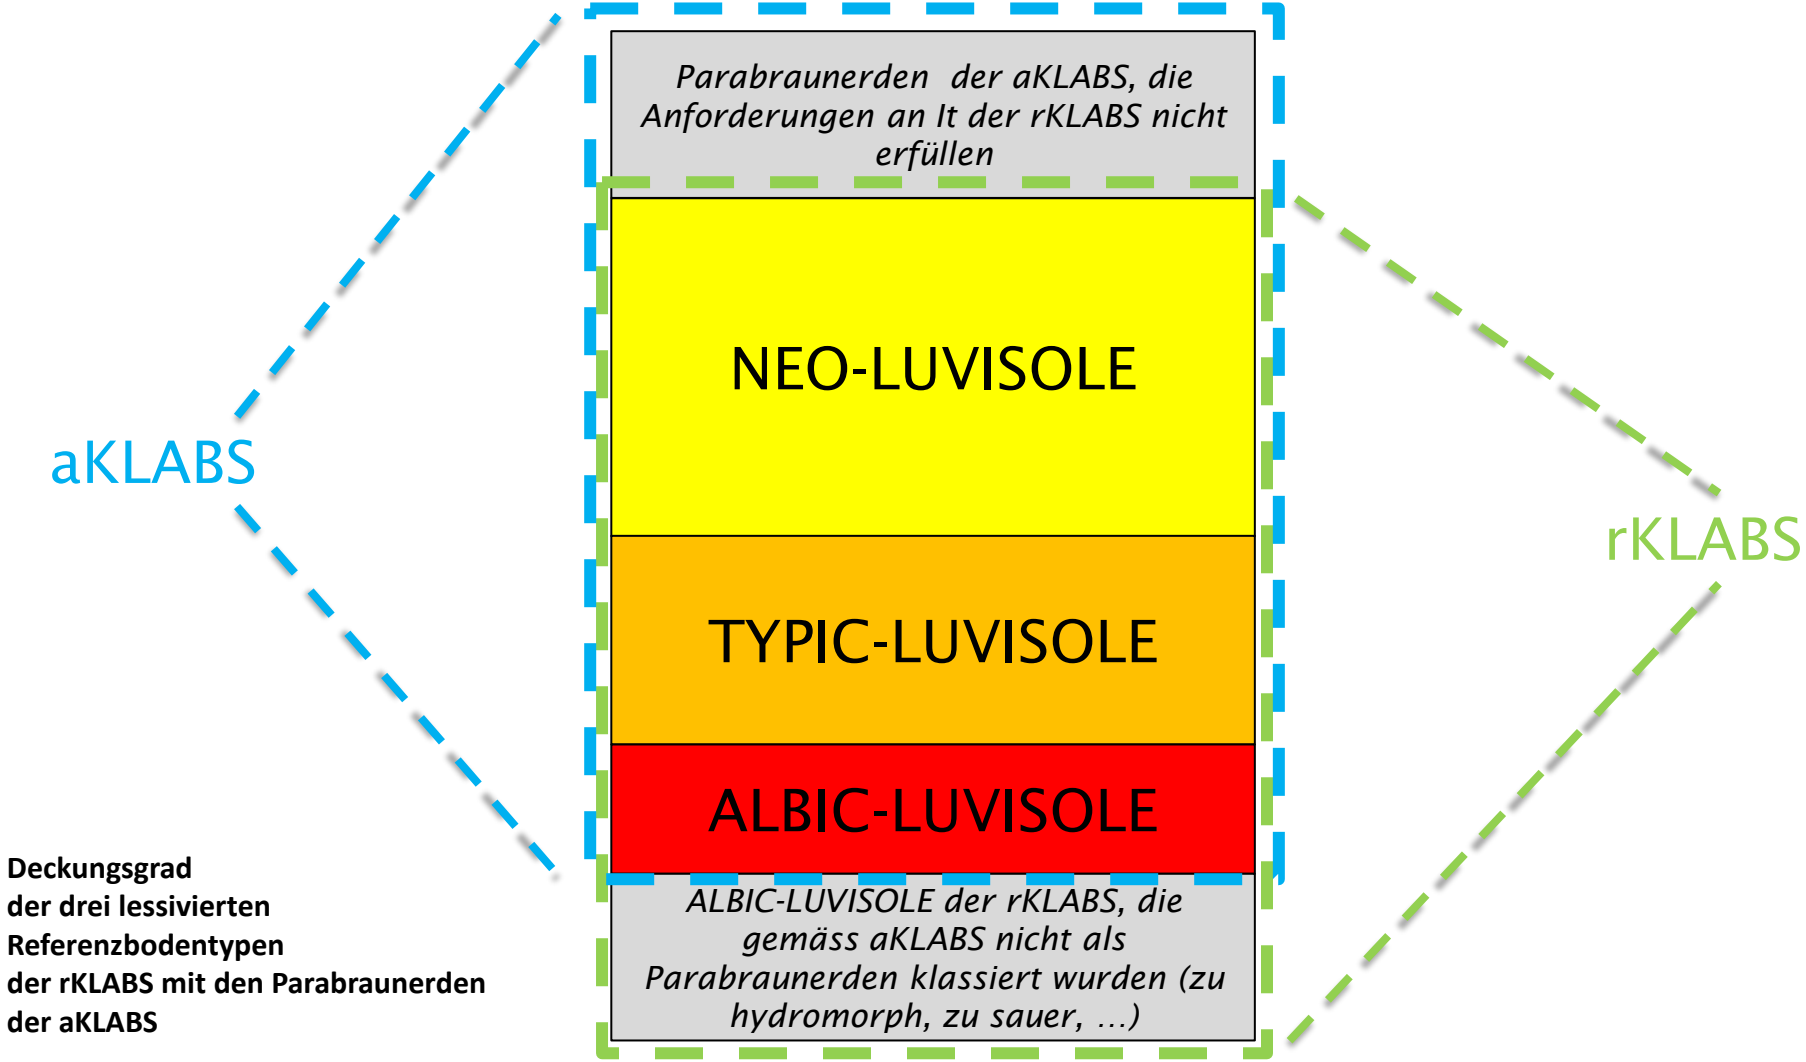 Parabraunerden der aKLABS, die
Anforderungen an It der rKLABS nicht
erfüllen
NEO-LUVISOLE
aKLABS
rKLABS
TYPIC-LUVISOLE
ALBIC-LUVISOLE
ALBIC-LUVISOLE der rKLABS, die
gemäss aKLABS nicht als
Parabraunerden klassiert wurden (zu
hydromorph, zu sauer, ...)
Deckungsgrad
der drei lessivierten
Referenzbodentypen
der rKLABS mit den Parabraunerden
der aKLABS